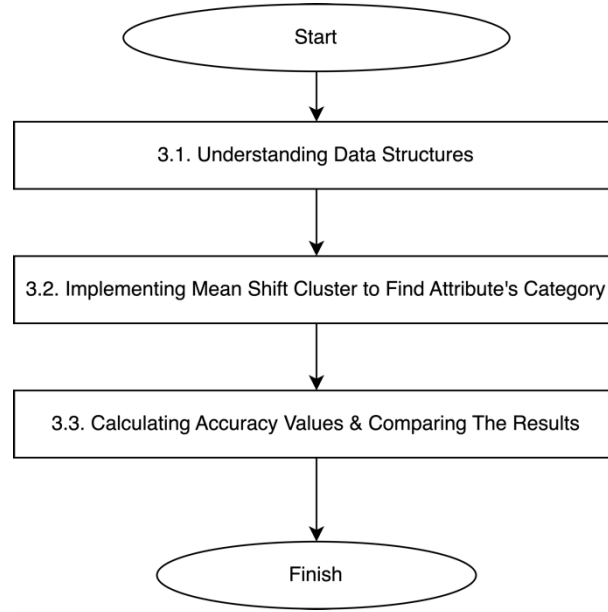 Start
3.1. Understanding Data Structures
3.2. Implementing Mean Shift Cluster to Find Attribute's Category
3.3. Calculating Accuracy Values & Comparing The Results
Finish